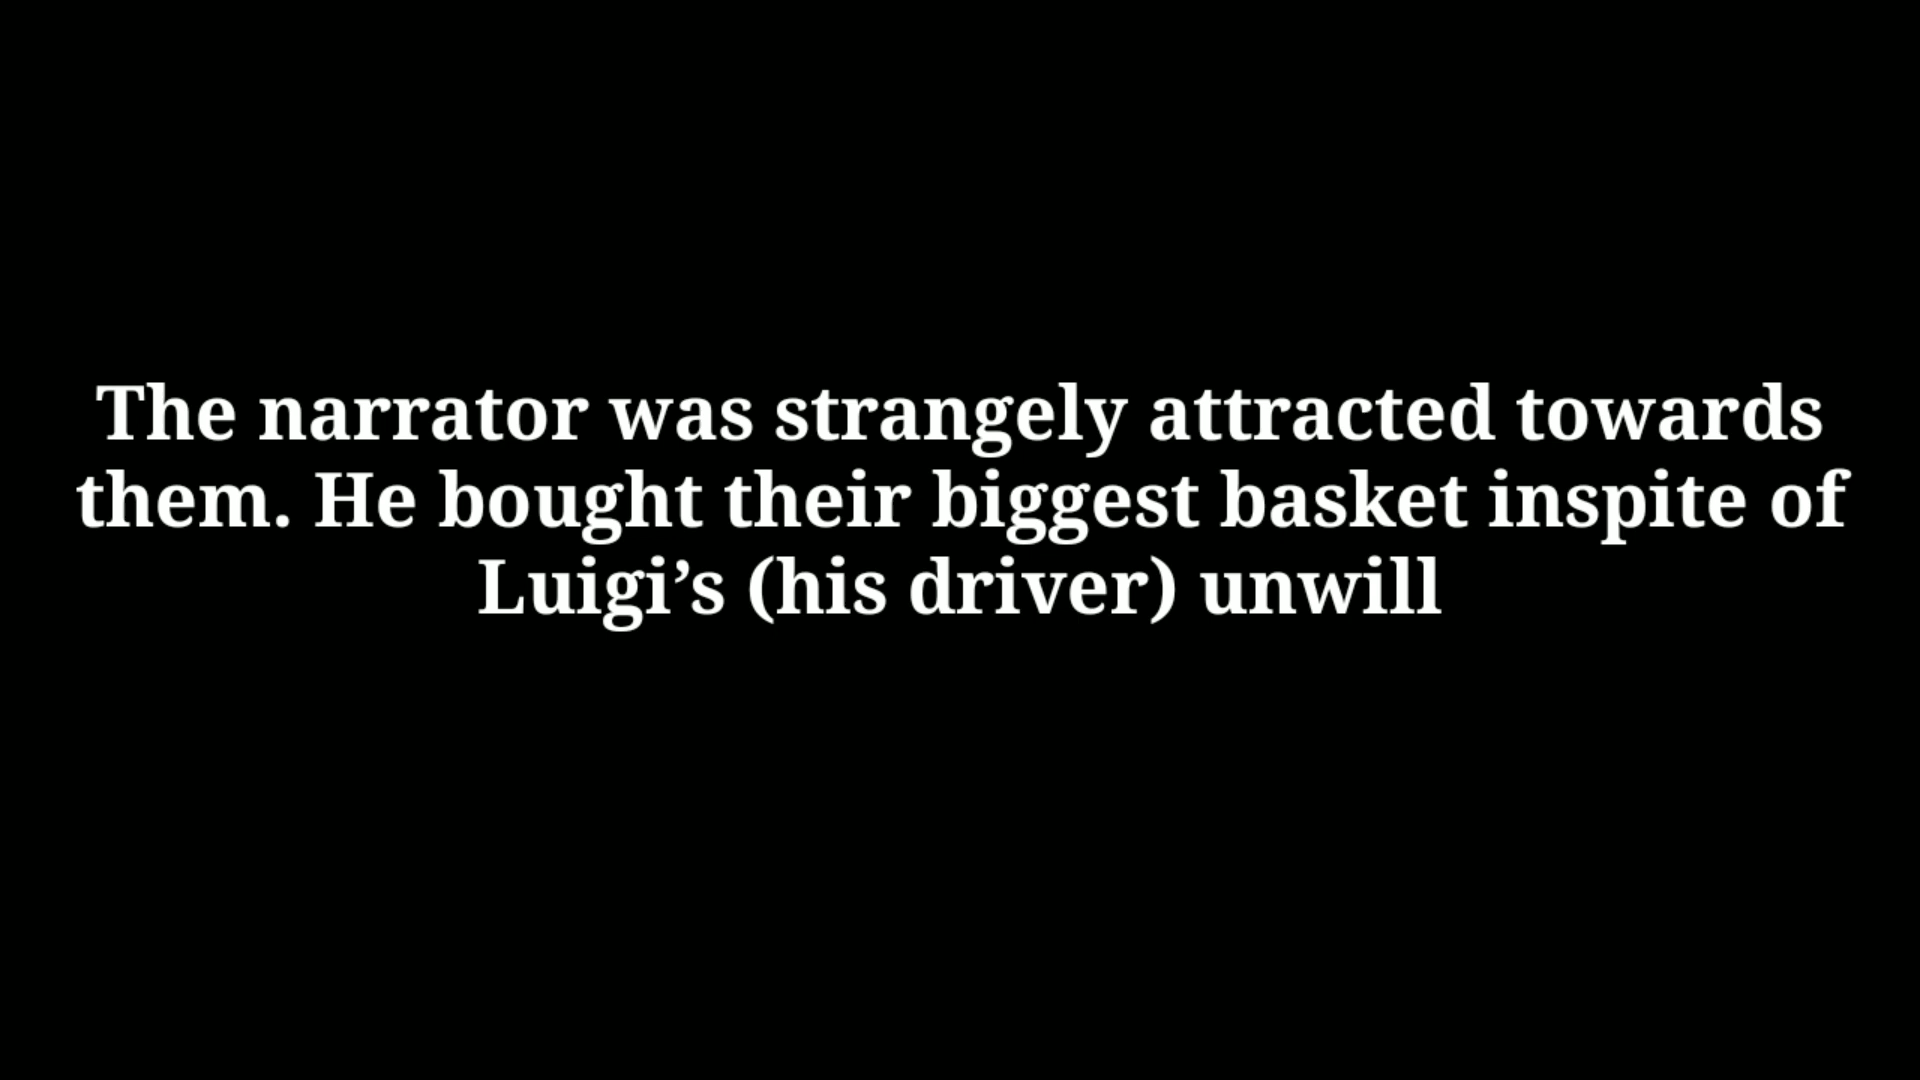 The narrator was strangely attracted towards
them. He bought their biggest basket inspite of
Luigi’s (his driver) unwill